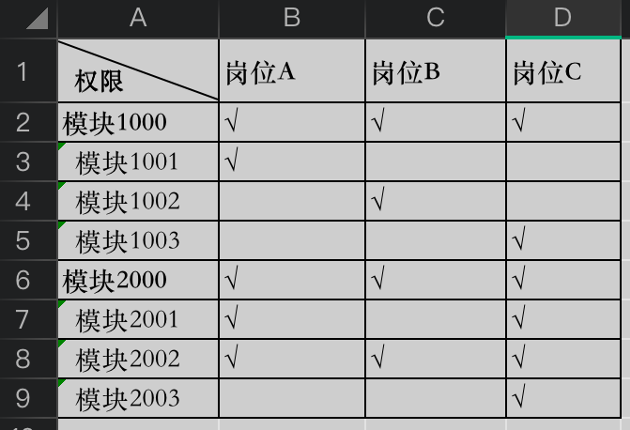 A B C D
1 权限 岗位A 岗位B 岗位C
2 模块1000 √ √ √
3 模块1001 √
4 模块1002 √
5 模块1003 √
6 模块2000 √ √ √
7 模块2001 √ √
8 模块2002 √ √ √
9 模块2003 √